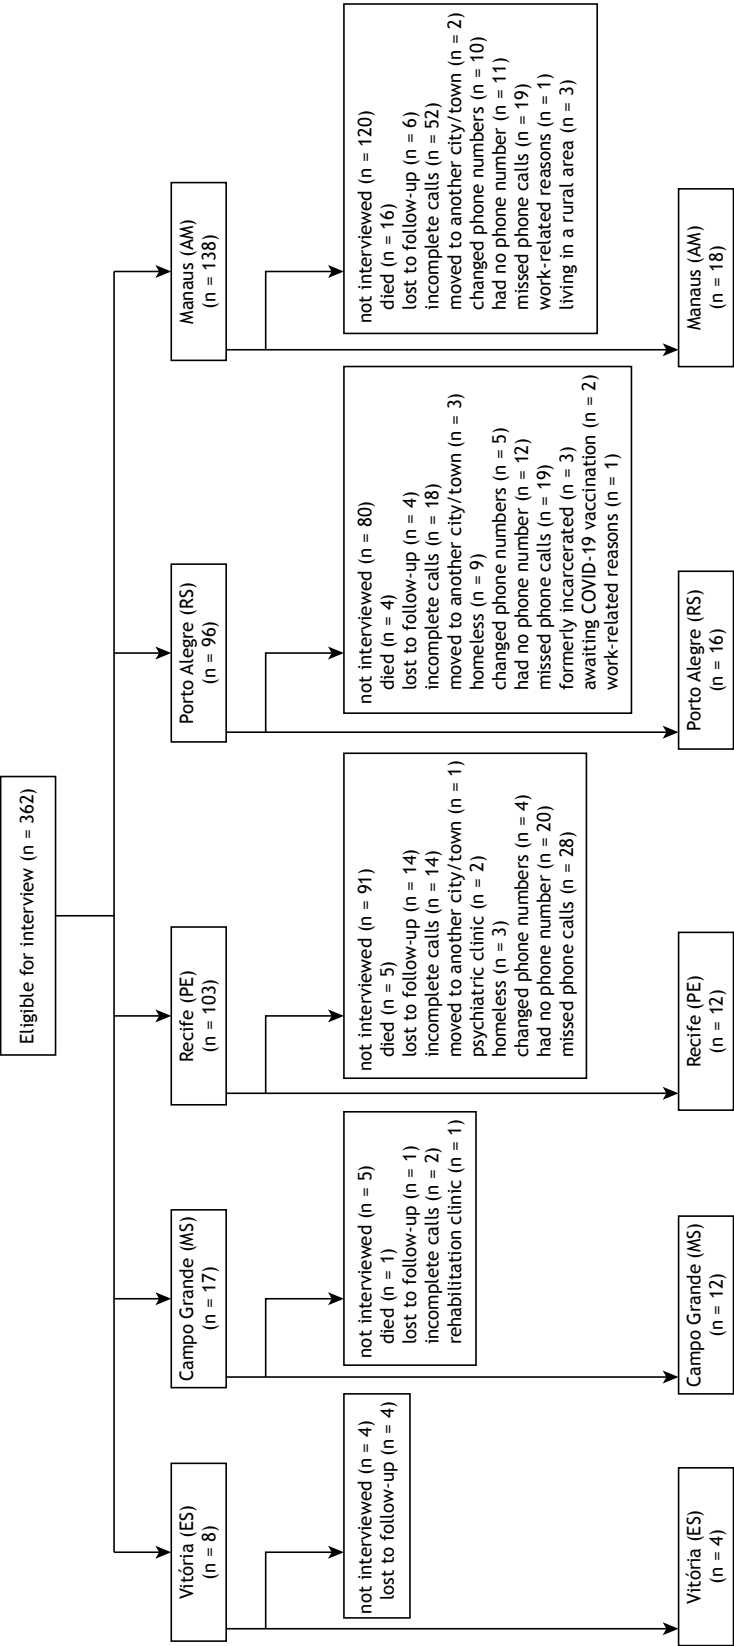 Eligible for interview (n = 362)
Vitória (ES)
(n = 8)
Campo Grande (MS)
(n = 17)
Recife (PE)
(n = 103)
Porto Alegre (RS)
(n = 96)
Manaus (AM)
(n = 138)
not interviewed (n = 4)
lost to follow-up (n = 4)
not interviewed (n = 5)
died (n = 1)
lost to follow-up (n = 1)
incomplete calls (n = 2)
rehabilitation clinic (n = 1)
not interviewed (n = 91)
died (n = 5)
lost to follow-up (n = 14)
incomplete calls (n = 14)
moved to another city/town (n = 1)
psychiatric clinic (n = 2)
homeless (n = 3)
changed phone numbers (n = 4)
had no phone number (n = 20)
missed phone calls (n = 28)
not interviewed (n = 80)
died (n = 4)
lost to follow-up (n = 4)
incomplete calls (n = 18)
moved to another city/town (n = 3)
homeless (n = 9)
changed phone numbers (n = 5)
had no phone number (n = 12)
missed phone calls (n = 19)
formerly incarcerated (n = 3)
awaiting COVID-19 vaccination (n = 2)
work-related reasons (n = 1)
not interviewed (n = 120)
died (n = 16)
lost to follow-up (n = 6)
incomplete calls (n = 52)
moved to another city/town (n = 2)
changed phone numbers (n = 10)
had no phone number (n = 11)
missed phone calls (n = 19)
work-related reasons (n = 1)
living in a rural area (n = 3)
Vitória (ES)
(n = 4)
Campo Grande (MS)
(n = 12)
Recife (PE)
(n = 12)
Porto Alegre (RS)
(n = 16)
Manaus (AM)
(n = 18)